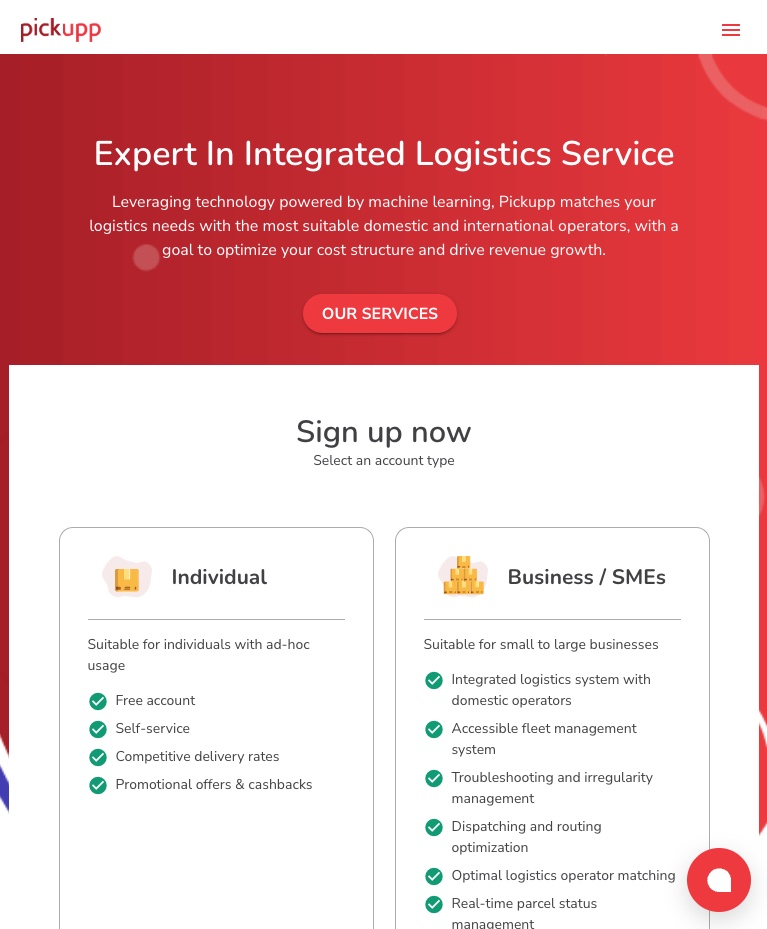 pickupp
Expert In Integrated Logistics Service
Leveraging technology powered by machine learning, Pickupp matches your
logistics needs with the most suitable domestic and international operators, with a
goal to optimize your cost structure and drive revenue growth.
OUR SERVICES
Sign up now
Select an account type
Individual
Suitable for individuals with ad-hoc
usage
Free account
Self-service
Competitive delivery rates
Promotional offers & cashbacks
Business / SMEs
Suitable for small to large businesses
Integrated logistics system with
domestic operators
Accessible fleet management
system
Troubleshooting and irregularity
management
Dispatching and routing
optimization
Optimal logistics operator matching
Real-time parcel status
management